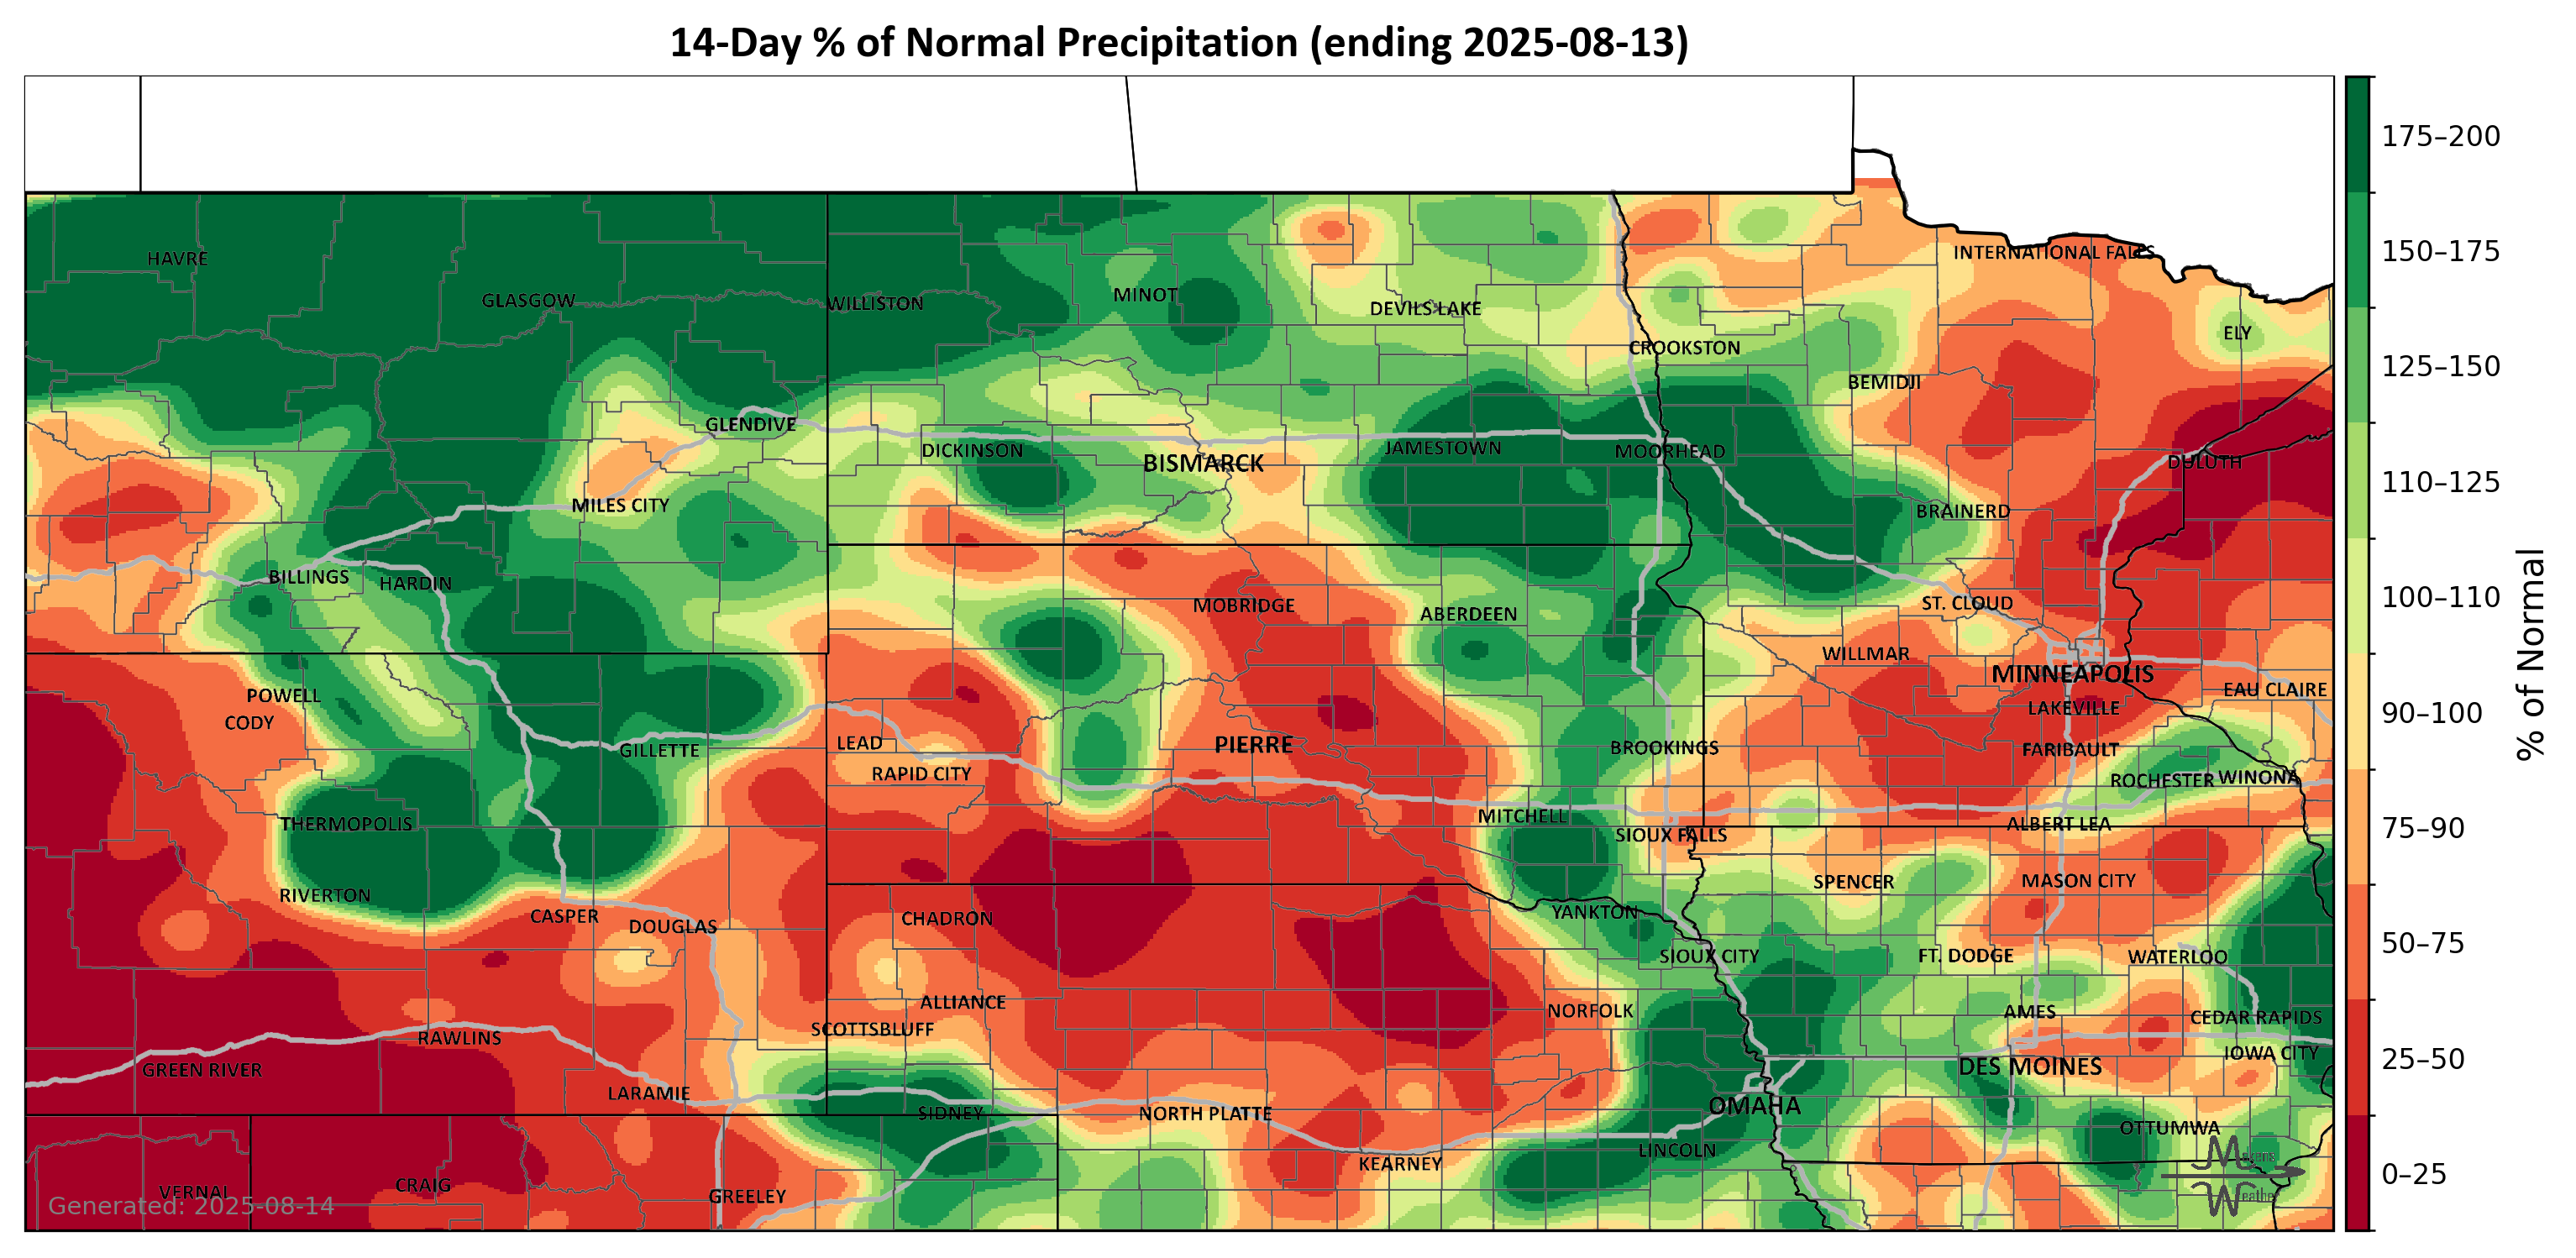 14-Day % of Normal Precipitation (ending 2025-08-13)
175–200
HAVRE
INTERNATIONAL FALLS
150–175
GLASGOW
WILLISTON
MINOT
DEVILS LAKE
ELY
CROOKSTON
125–150
BEMIDJI
GLENDIVE
DICKINSON
BISMARCK
JAMESTOWN
MOORHEAD
DULUTH
110–125
MILES CITY
BRAINERD
BILLINGS
HARDIN
MOBRIDGE
ABERDEEN
ST. CLOUD
100–110
WILLMAR
MINNEAPOLIS
POWELL
EAU CLAIRE
CODY
LAKEVILLE
90–100
GILLETTE
LEAD
PIERRE
BROOKINGS
FARIBAULT
RAPID CITY
ROCHESTER
WINONA
THERMOPOLIS
MITCHELL
SIOUX FALLS
ALBERT LEA
75–90
RIVERTON
SPENCER
MASON CITY
CASPER
DOUGLAS
CHADRON
YANKTON
SIOUX CITY
FT. DODGE
WATERLOO
50–75
ALLIANCE
NORFOLK
AMES
CEDAR RAPIDS
SCOTTSBLUFF
RAWLINS
IOWA CITY
GREEN RIVER
DES MOINES
25–50
LARAMIE
SIDNEY
NORTH PLATTE
OMAHA
OTTUMWA
LINCOLN
KEARNEY
VERNAL
CRAIG
GREELEY
0–25
Generated: 2025-08-14
Makens
Weather
% of Normal